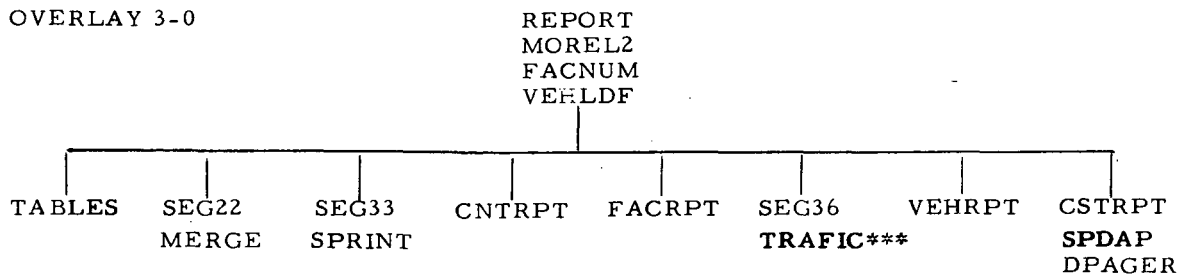 OVERLAY 3-0
REPORT
MOREL2
FACNUM
VEHLDF
TABLES SEG22 SEG33 CNTRPT FACRPT SEG36 VEHRPT CSTRPT
MERGE SPRINT TRAFIC*** SPDAP
DPAGER